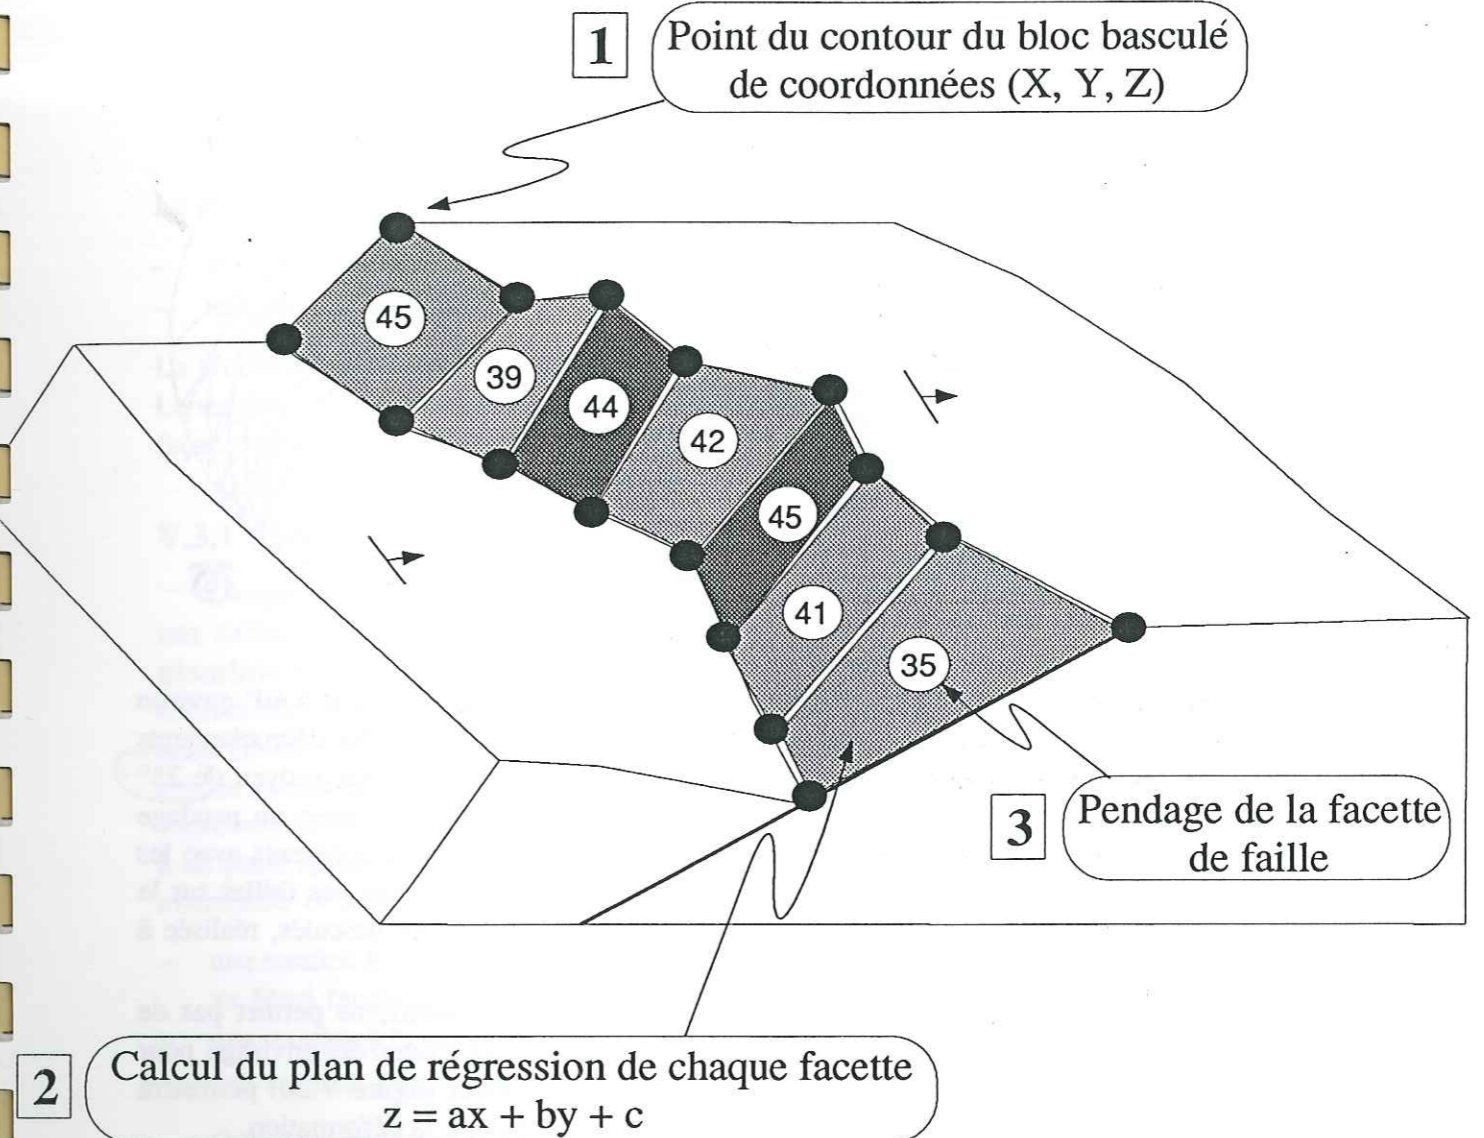 1
Point du contour du bloc basculé
de coordonnées (X, Y, Z)
45
39
44
42
45
41
35
3
Pendage de la facette
de faille
2
Calcul du plan de régression de chaque facette
z = ax + by + c